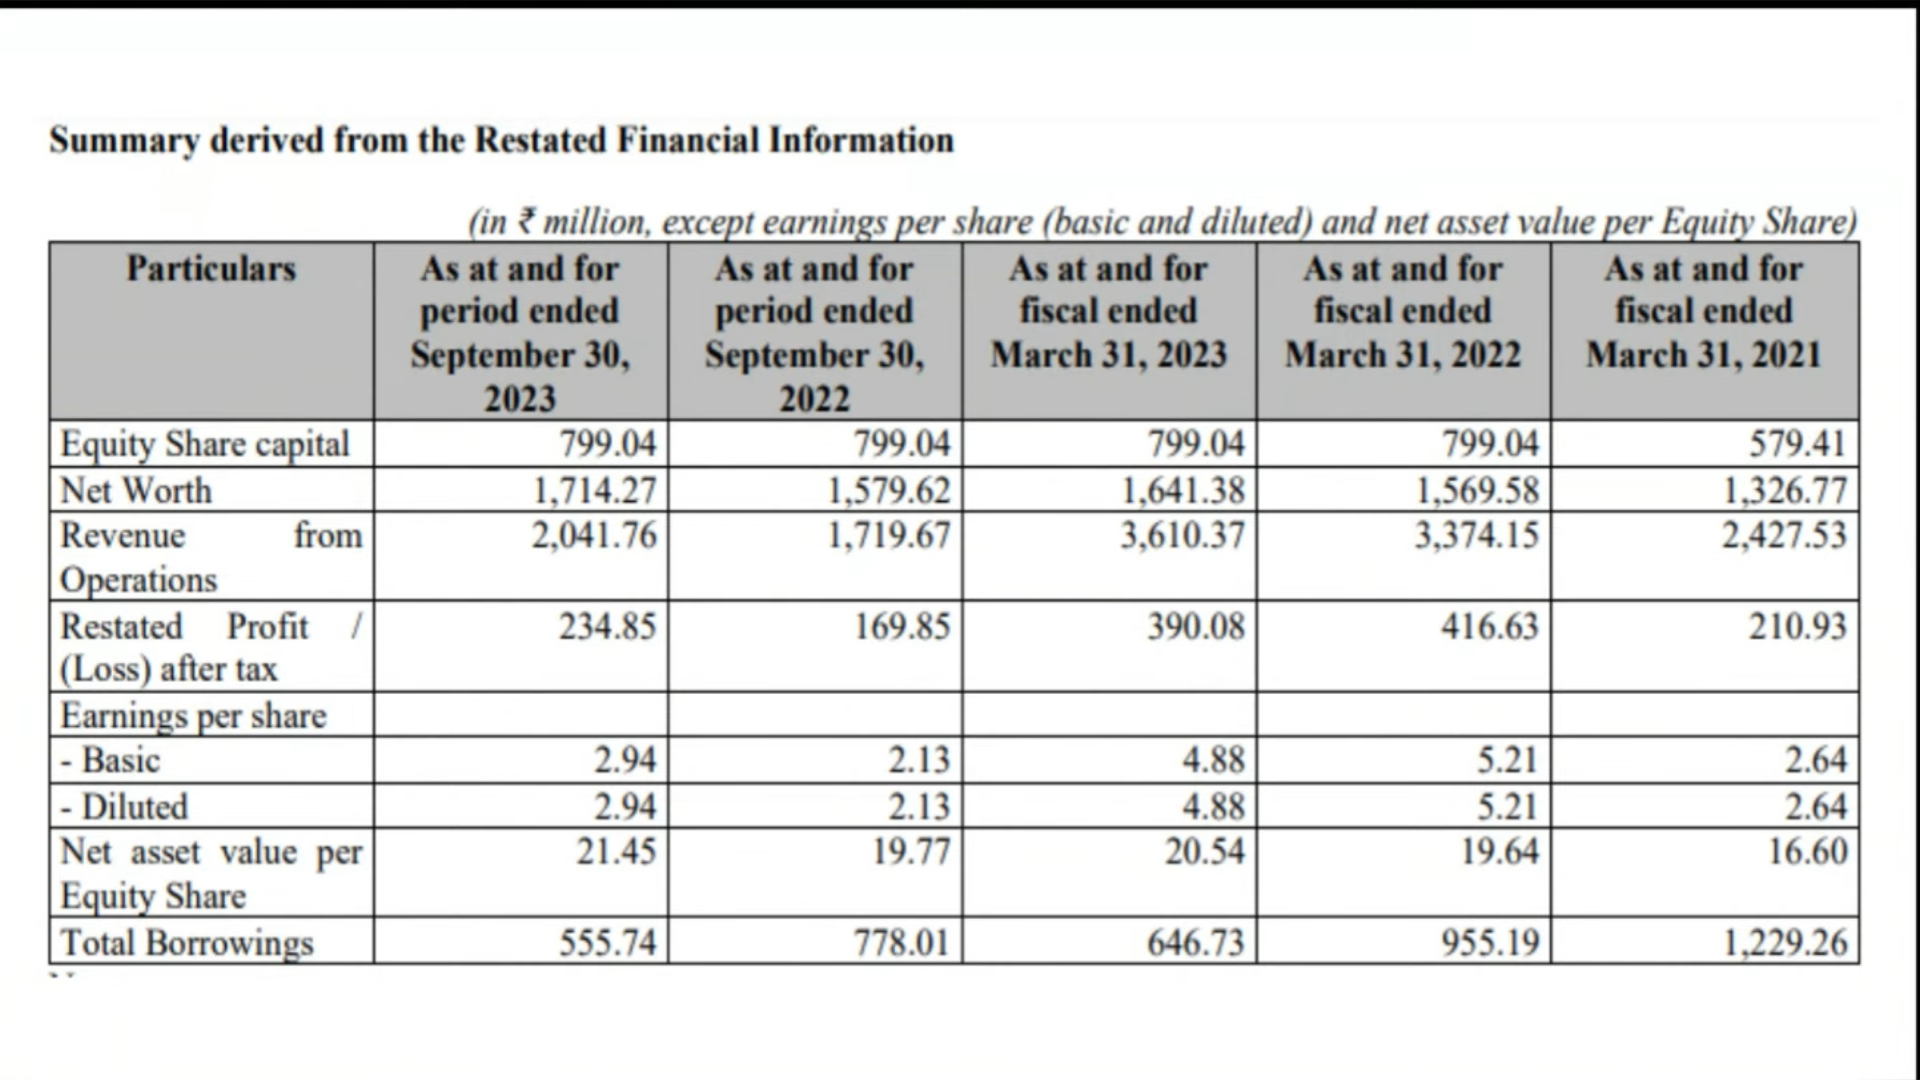 Summary derived from the Restated Financial Information
(in ₹ million, except earnings per share (basic and diluted) and net asset value per Equity Share)
Particulars As at and for period ended September 30, 2023 As at and for period ended September 30, 2022 As at and for fiscal ended March 31, 2023 As at and for fiscal ended March 31, 2022 As at and for fiscal ended March 31, 2021
Equity Share capital 799.04 799.04 799.04 799.04 579.41
Net Worth 1,714.27 1,579.62 1,641.38 1,569.58 1,326.77
Revenue from Operations 2,041.76 1,719.67 3,610.37 3,374.15 2,427.53
Restated Profit / (Loss) after tax 234.85 169.85 390.08 416.63 210.93
Earnings per share
- Basic 2.94 2.13 4.88 5.21 2.64
- Diluted 2.94 2.13 4.88 5.21 2.64
Net asset value per Equity Share 21.45 19.77 20.54 19.64 16.60
Total Borrowings 555.74 778.01 646.73 955.19 1,229.26